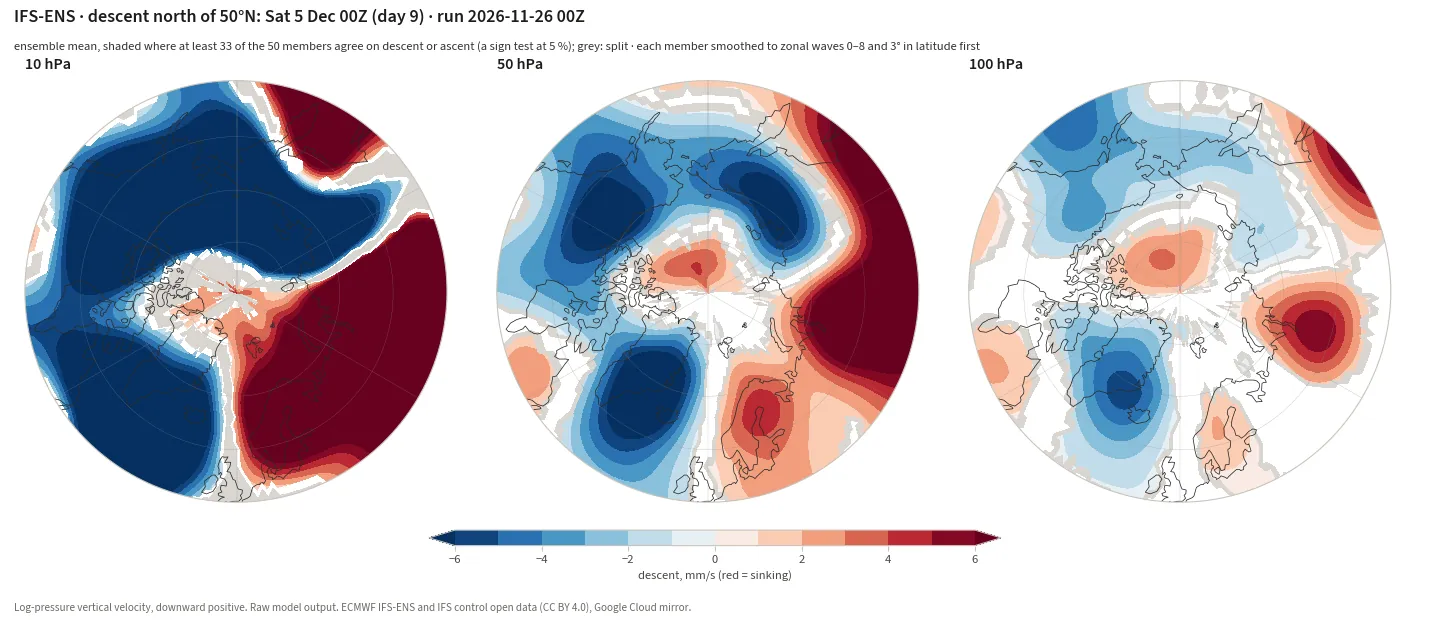 IFS-ENS · descent north of 50°N: Sat 5 Dec 00Z (day 9) · run 2026-11-26 00Z
ensemble mean, shaded where at least 33 of the 50 members agree on descent or ascent (a sign test at 5 %); grey: split · each member smoothed to zonal waves 0–8 and 3° in latitude first
10 hPa
50 hPa
100 hPa
−6 −4 −2 0 2 4 6
descent, mm/s (red = sinking)
Log-pressure vertical velocity, downward positive. Raw model output. ECMWF IFS-ENS and IFS control open data (CC BY 4.0), Google Cloud mirror.